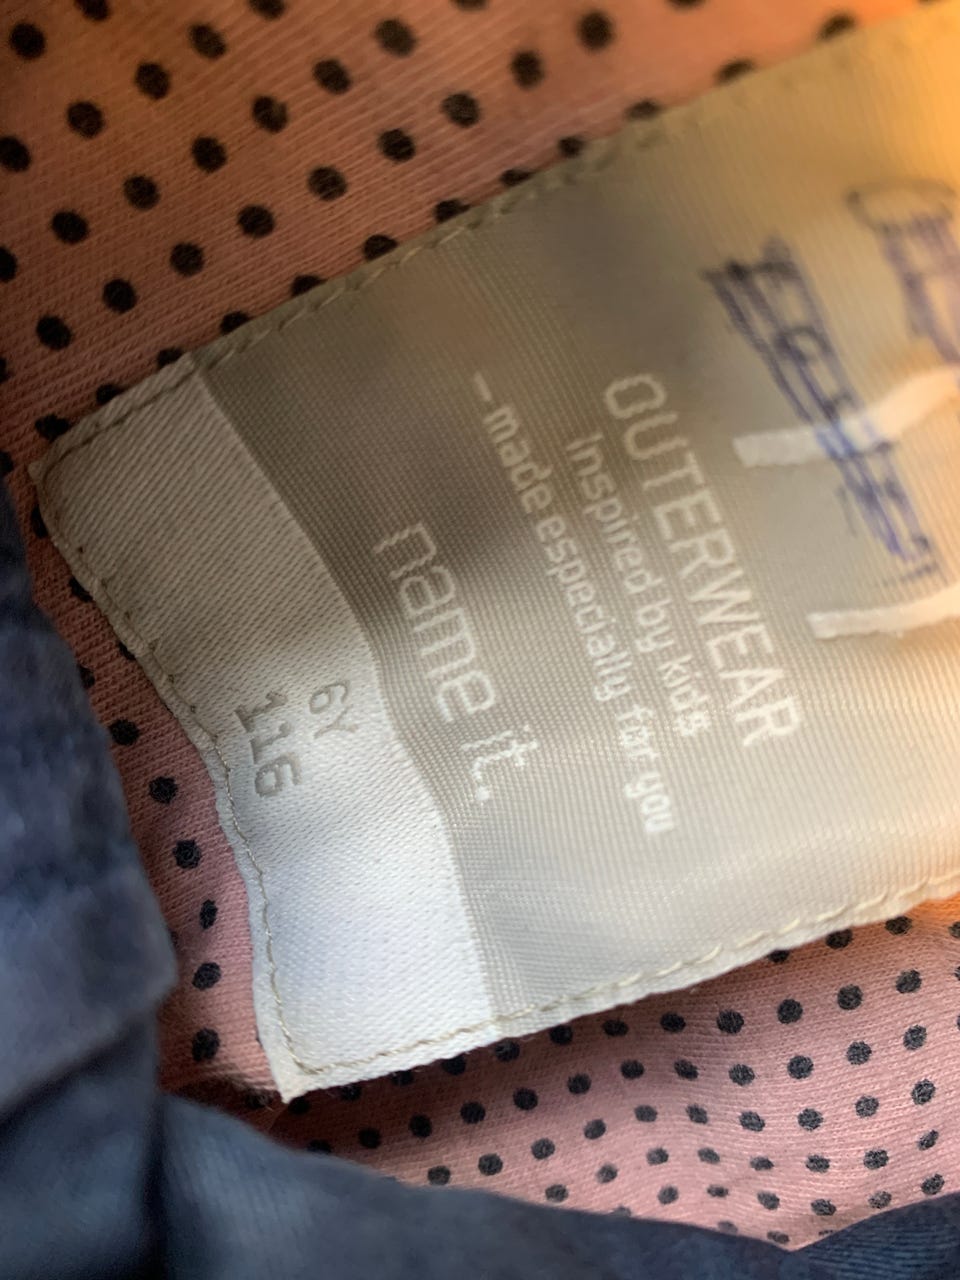 OUTERWEAR
Inspired by kids
– made especially for you
name it.
6Y
116